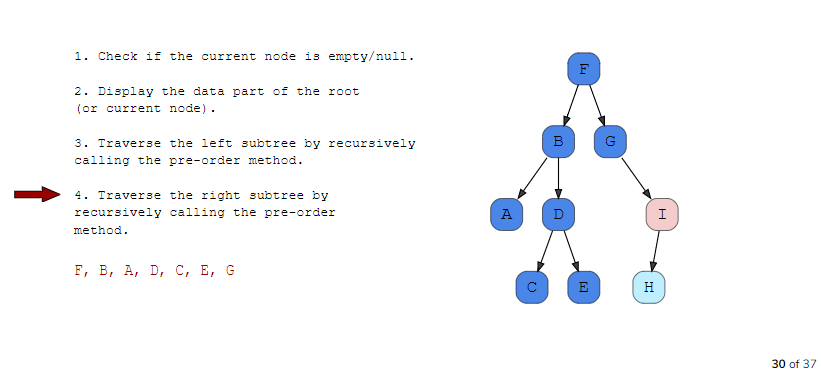 1. Check if the current node is empty/null.
2. Display the data part of the root
(or current node).
3. Traverse the left subtree by recursively
calling the pre-order method.
4. Traverse the right subtree by
recursively calling the pre-order
method.
F, B, A, D, C, E, G
F
B
G
A
D
I
C
E
H
30 of 37